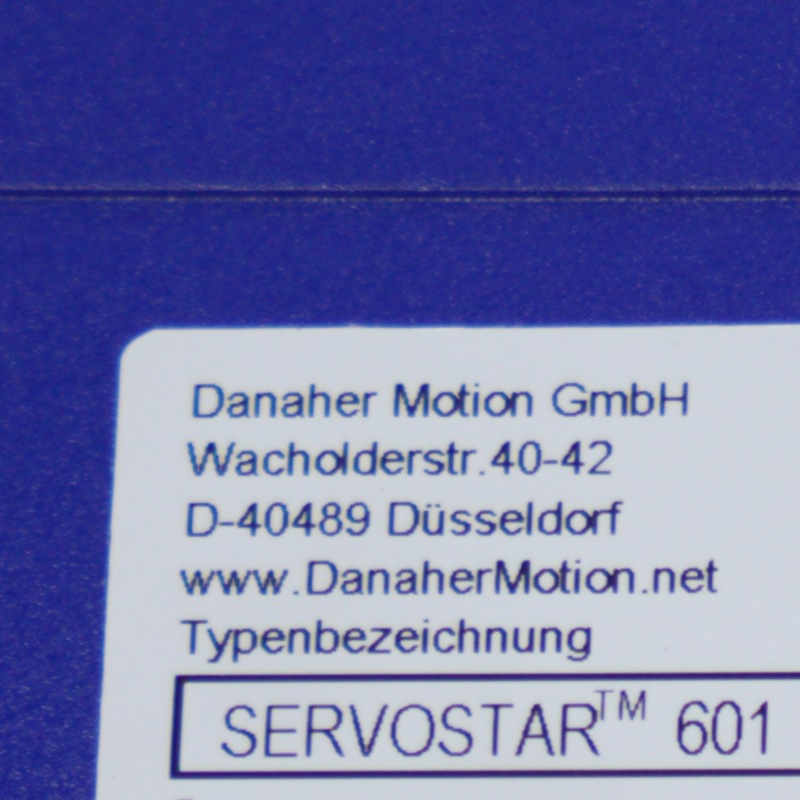 Danaher Motion GmbH
Wacholderstr.40-42
D-40489 Düsseldorf
www.DanaherMotion.net
Typenbezeichnung
SERVOSTAR™ 601